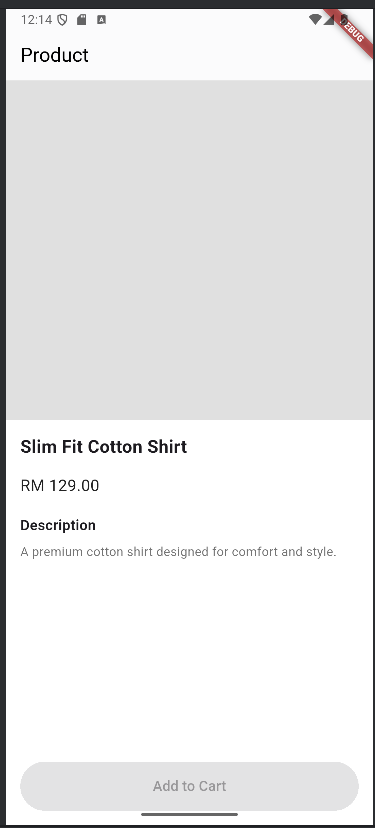 12:14
DEBUG
Product
Slim Fit Cotton Shirt
RM 129.00
Description
A premium cotton shirt designed for comfort and style.
Add to Cart